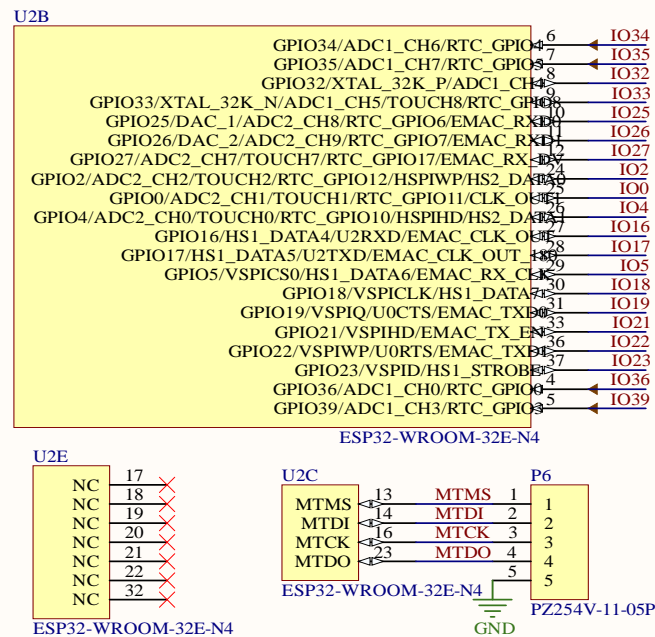 U2B
GPIO34/ADC1_CH6/RTC_GPIO4 6 IO34
GPIO35/ADC1_CH7/RTC_GPIO5 7 IO35
GPIO32/XTAL_32K_P/ADC1_CH4 8 IO32
GPIO33/XTAL_32K_N/ADC1_CH5/TOUCH8/RTC_GPIO8 9 IO33
GPIO25/DAC_1/ADC2_CH8/RTC_GPIO6/EMAC_RXD0 10 IO25
GPIO26/DAC_2/ADC2_CH9/RTC_GPIO7/EMAC_RXD1 11 IO26
GPIO27/ADC2_CH7/TOUCH7/RTC_GPIO17/EMAC_RX_DV 12 IO27
GPIO2/ADC2_CH2/TOUCH2/RTC_GPIO12/HSPIWP/HS2_DATA0 24 IO2
GPIO0/ADC2_CH1/TOUCH1/RTC_GPIO11/CLK_OUT1 25 IO0
GPIO4/ADC2_CH0/TOUCH0/RTC_GPIO10/HSPIHD/HS2_DATA1 26 IO4
GPIO16/HS1_DATA4/U2RXD/EMAC_CLK_OUT 27 IO16
GPIO17/HS1_DATA5/U2TXD/EMAC_CLK_OUT_180 28 IO17
GPIO5/VSPICS0/HS1_DATA6/EMAC_RX_CLK 29 IO5
GPIO18/VSPICLK/HS1_DATA7 30 IO18
GPIO19/VSPIQ/U0CTS/EMAC_TXD0 31 IO19
GPIO21/VSPIHD/EMAC_TX_EN 33 IO21
GPIO22/VSPIWP/U0RTS/EMAC_TXD1 36 IO22
GPIO23/VSPID/HS1_STROBE 37 IO23
GPIO36/ADC1_CH0/RTC_GPIO0 4 IO36
GPIO39/ADC1_CH3/RTC_GPIO3 5 IO39
ESP32-WROOM-32E-N4
U2E
NC 17
NC 18
NC 19
NC 20
NC 21
NC 22
NC 32
ESP32-WROOM-32E-N4
U2C P6
MTMS 13 MTMS 1 1
MTDI 14 MTDI 2 2
MTCK 16 MTCK 3 3
MTDO 23 MTDO 4 4
5 5
ESP32-WROOM-32E-N4
PZ254V-11-05P
GND